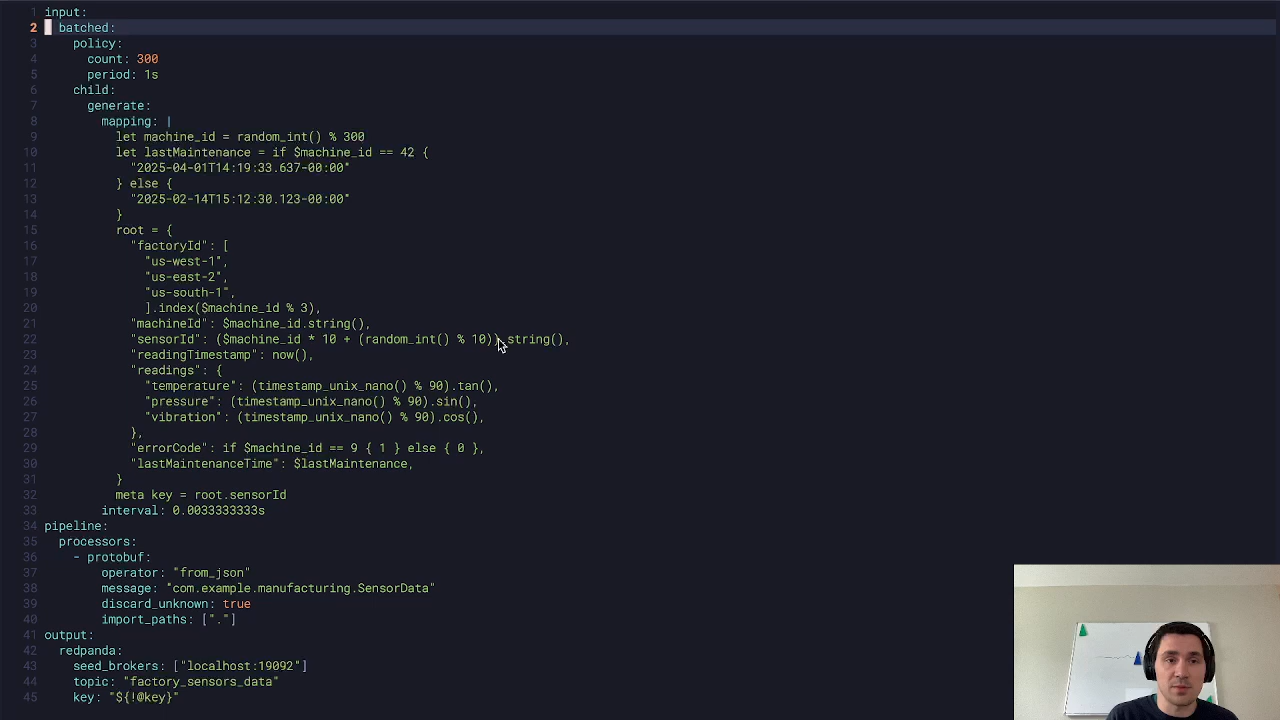 1 input:
2   batched:
3     policy:
4       count: 300
5       period: 1s
6     child:
7       generate:
8         mapping: |
9           let machine_id = random_int() % 300
10           let lastMaintenance = if $machine_id == 42 {
11             "2025-04-01T14:19:33.637-00:00"
12           } else {
13             "2025-02-14T15:12:30.123-00:00"
14           }
15           root = {
16             "factoryId": [
17               "us-west-1",
18               "us-east-2",
19               "us-south-1",
20               ].index($machine_id % 3),
21             "machineId": $machine_id.string(),
22             "sensorId": ($machine_id * 10 + (random_int() % 10)).string(),
23             "readingTimestamp": now(),
24             "readings": {
25               "temperature": (timestamp_unix_nano() % 90).tan(),
26               "pressure": (timestamp_unix_nano() % 90).sin(),
27               "vibration": (timestamp_unix_nano() % 90).cos(),
28             },
29             "errorCode": if $machine_id == 9 { 1 } else { 0 },
30             "lastMaintenanceTime": $lastMaintenance,
31           }
32           meta key = root.sensorId
33         interval: 0.0033333333s
34 pipeline:
35   processors:
36     - protobuf:
37         operator: "from_json"
38         message: "com.example.manufacturing.SensorData"
39         discard_unknown: true
40         import_paths: ["."]
41 output:
42   redpanda:
43     seed_brokers: ["localhost:19092"]
44     topic: "factory_sensors_data"
45     key: "${!@key}"